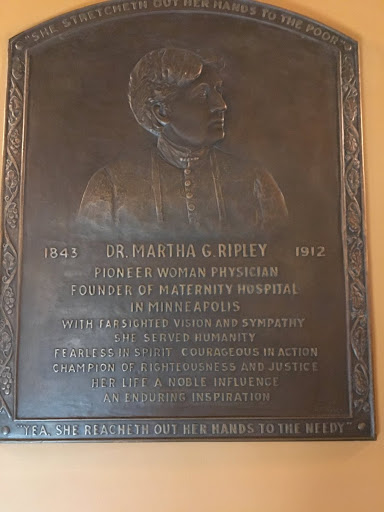 "SHE STRETCHETH OUT HER HANDS TO THE POOR"
1843 DR. MARTHA G. RIPLEY 1912
PIONEER WOMAN PHYSICIAN
FOUNDER OF MATERNITY HOSPITAL
IN MINNEAPOLIS
WITH FARSIGHTED VISION AND SYMPATHY
SHE SERVED HUMANITY
FEARLESS IN SPIRIT COURAGEOUS IN ACTION
CHAMPION OF RIGHTEOUSNESS AND JUSTICE
HER LIFE A NOBLE INFLUENCE
AN ENDURING INSPIRATION
"YEA, SHE REACHETH OUT HER HANDS TO THE NEEDY"